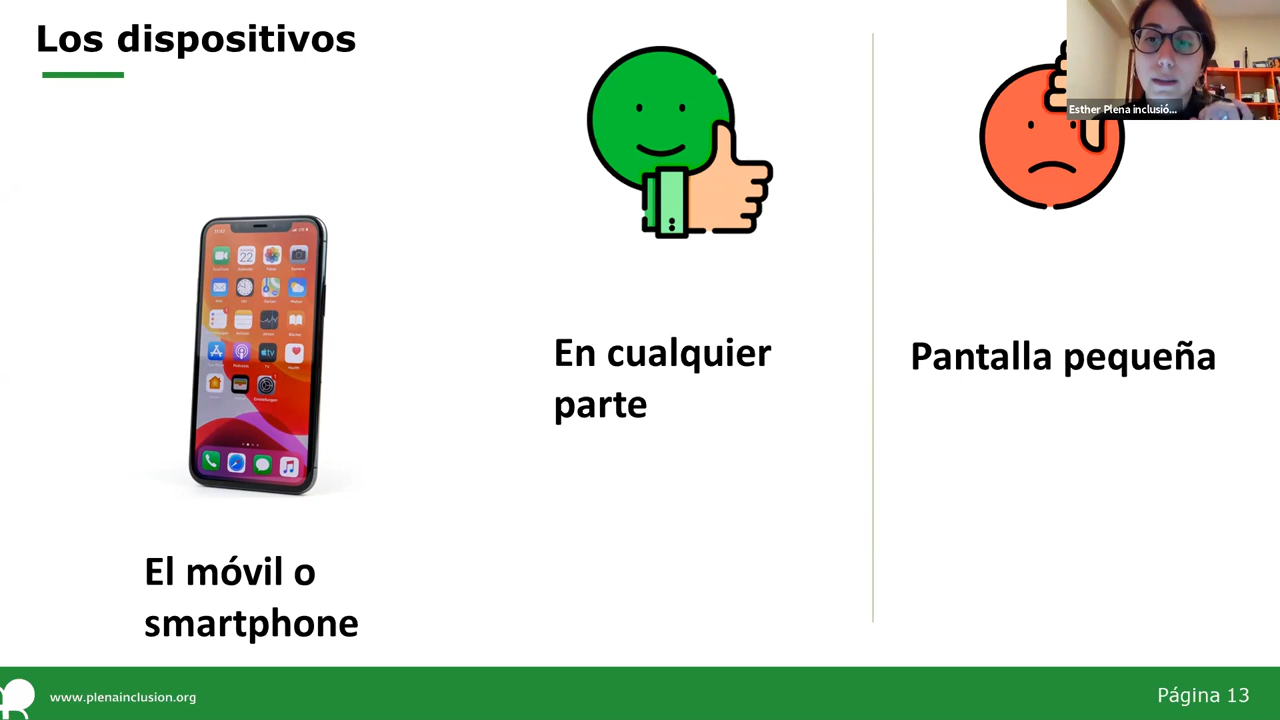 Los dispositivos
Esther Plena inclusió...
En cualquier
parte
Pantalla pequeña
El móvil o
smartphone
www.plenainclusion.org
Página 13